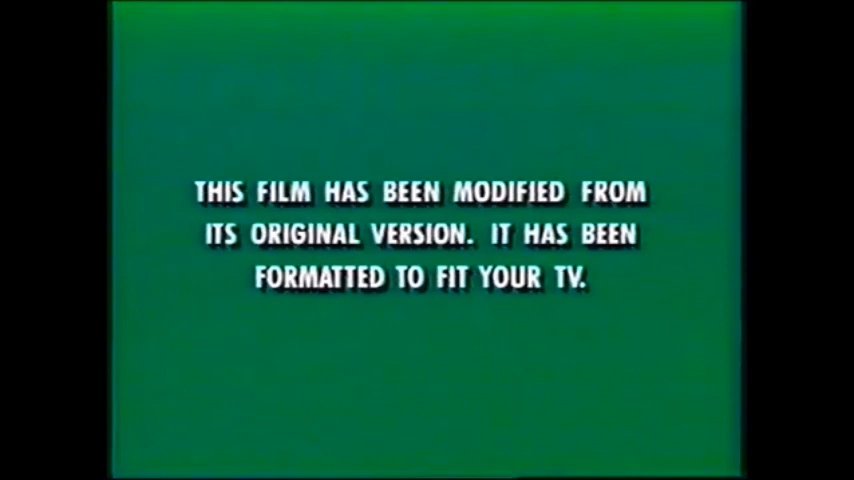 THIS FILM HAS BEEN MODIFIED FROM
ITS ORIGINAL VERSION. IT HAS BEEN
FORMATTED TO FIT YOUR TV.